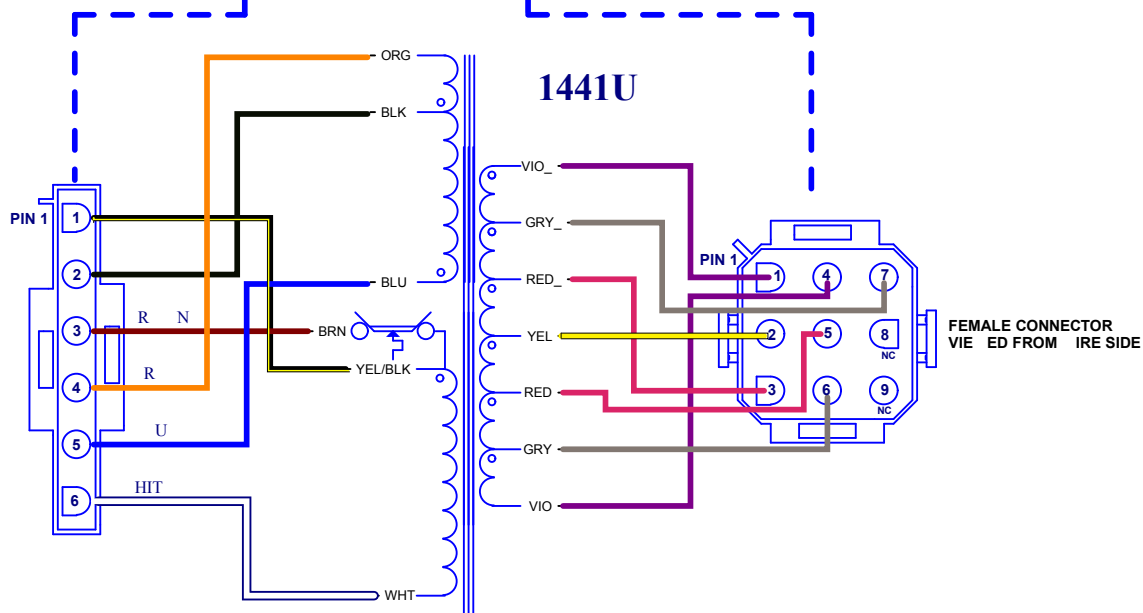 1441U
ORG
BLK
BLU
BRN
YEL/BLK
WHT
VIO_
GRY_
RED_
YEL
RED
GRY
VIO
PIN 1
1
2
3
4
5
6
R N
R
U
HIT
PIN 1
1 4 7
2 5 8
NC
3 6 9
NC
FEMALE CONNECTOR
VIE ED FROM IRE SIDE